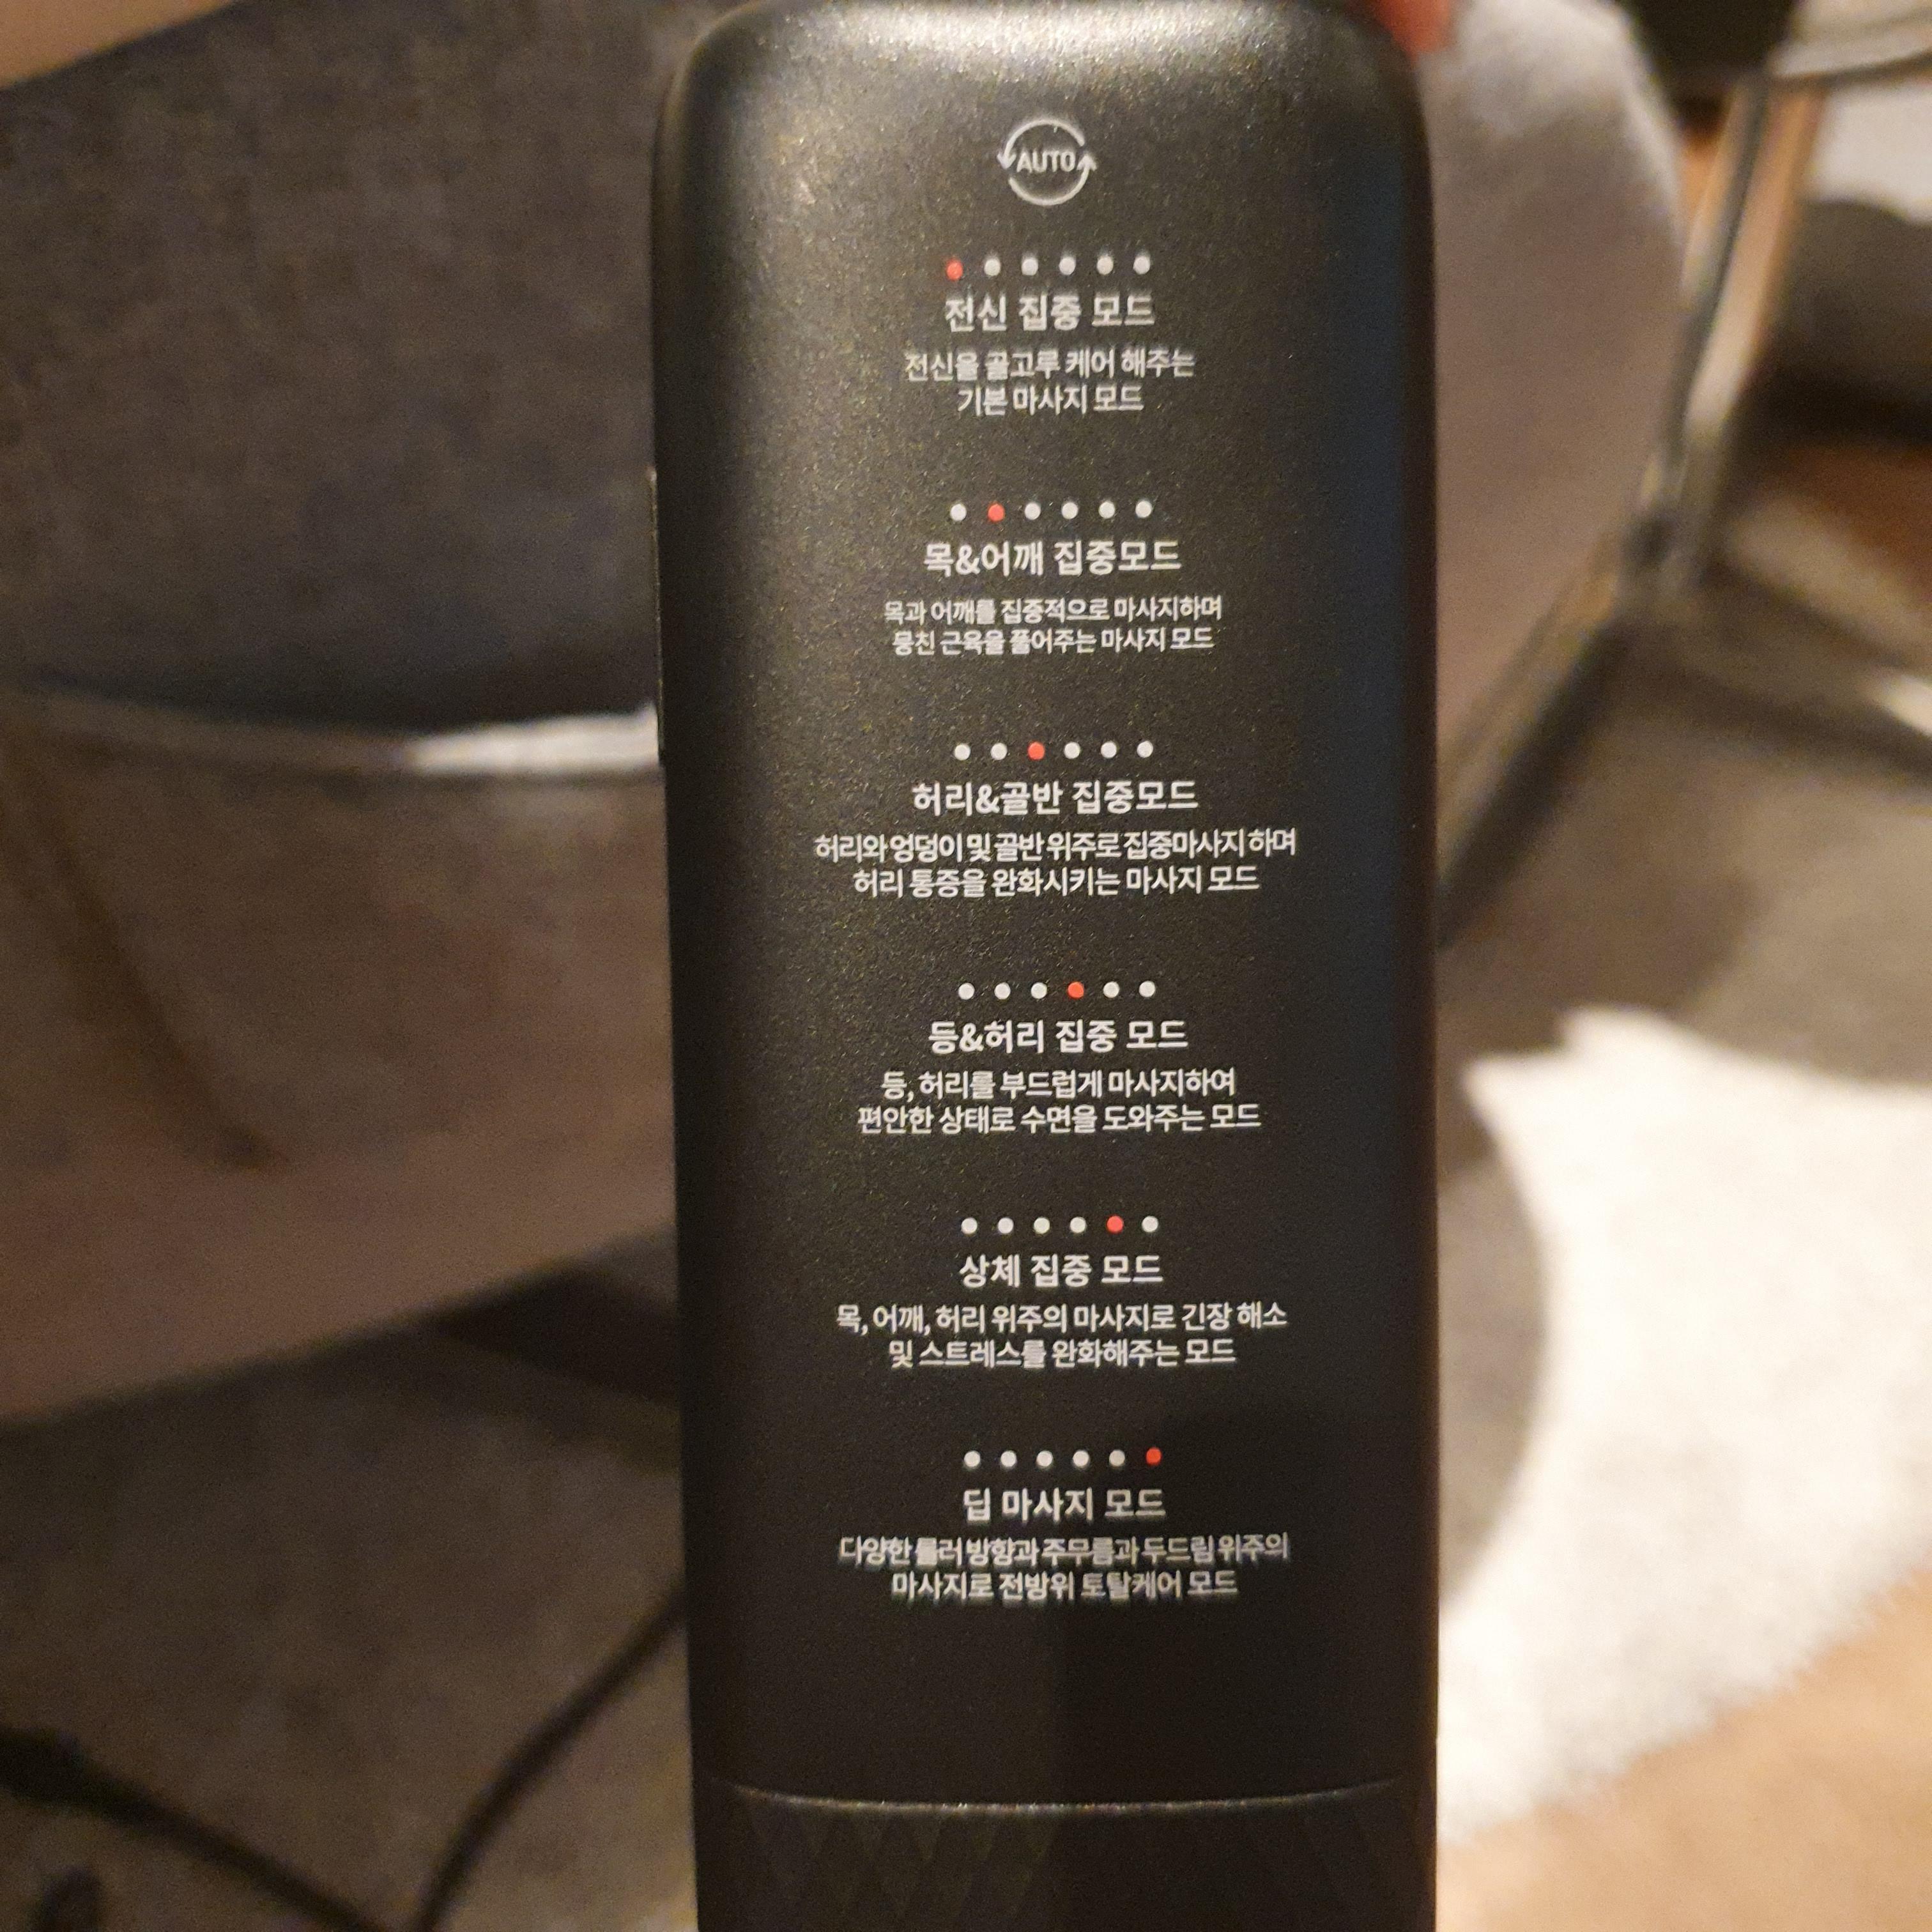 AUTO
전신 집중 모드
전신을 골고루 케어 해주는
기본 마사지 모드
목&어깨 집중모드
목과 어깨를 집중적으로 마사지하며
뭉친 근육을 풀어주는 마사지 모드
허리&골반 집중모드
허리와 엉덩이 및 골반 위주로 집중마사지 하며
허리 통증을 완화시키는 마사지 모드
등&허리 집중 모드
등, 허리를 부드럽게 마사지하여
편안한 상태로 수면을 도와주는 모드
상체 집중 모드
목, 어깨, 허리 위주의 마사지로 긴장 해소
및 스트레스를 완화해주는 모드
딥 마사지 모드
다양한 롤러 방향과 주무름과 두드림 위주의
마사지로 전방위 토탈케어 모드